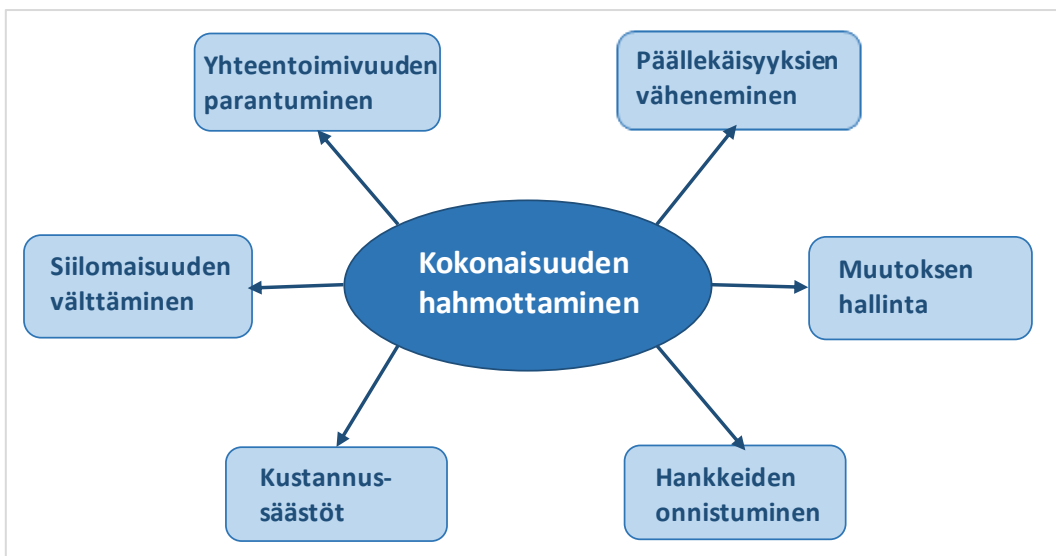 Yhteentoimivuuden
parantuminen
Päällekäisyyksien
väheneminen
Siilomaisuuden
välttäminen
Kokonaisuuden
hahmottaminen
Muutoksen
hallinta
Kustannus-
säästöt
Hankkeiden
onnistuminen